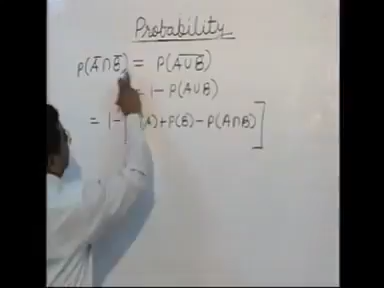 Probability
P(A̅∩B̅) = P(A̅∪̅B̅)
= 1 - P(A∪B)
= 1 - [ (A) + P(B) - P(A∩B) ]